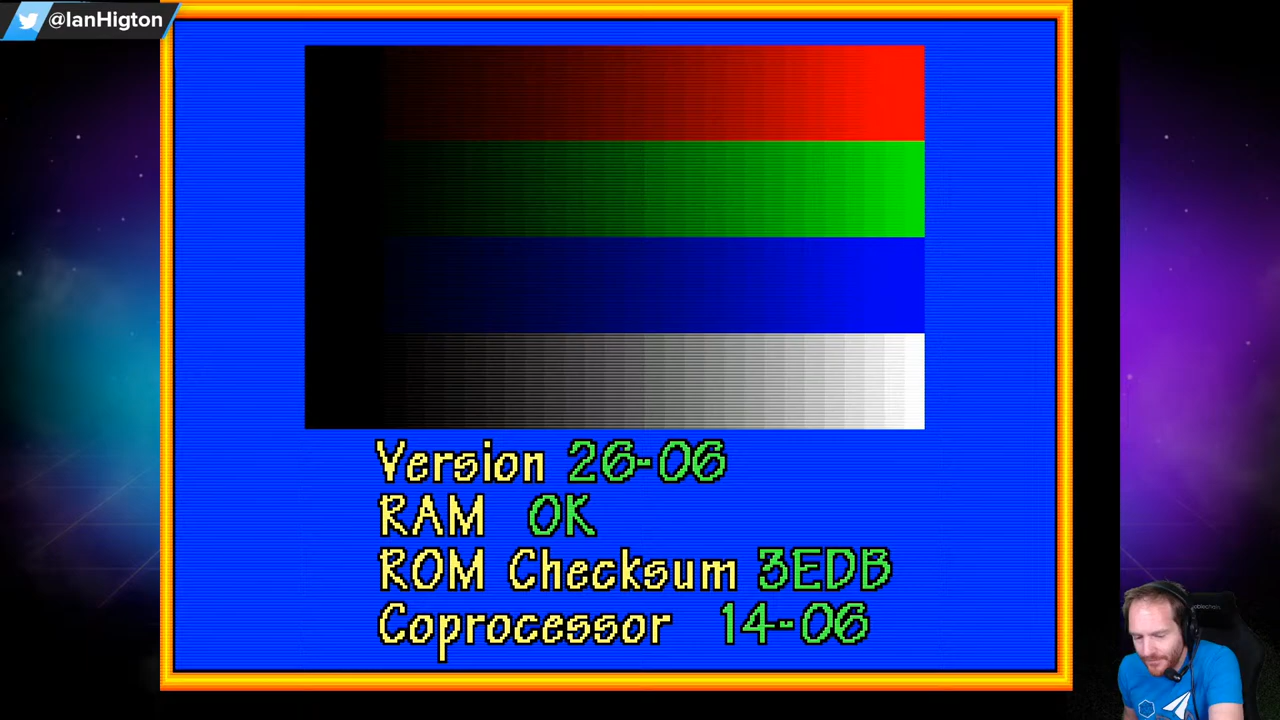 @IanHigton
Version 26-06
RAM OK
ROM Checksum 3EDB
Coprocessor 14-06